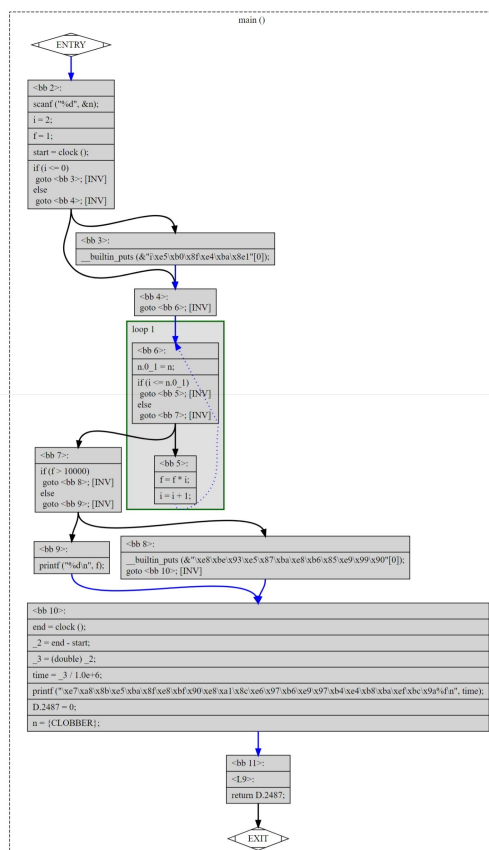 main ()
ENTRY
<bb 2>:
scanf ("%d", &n);
i = 2;
f = 1;
start = clock ();
if (i <= 0)
goto <bb 3>; [INV]
else
goto <bb 4>; [INV]
<bb 3>:
__builtin_puts (&"i\xe5\xb0\x8f\xe4\xba\x8e1"[0]);
<bb 4>:
goto <bb 6>; [INV]
loop 1
<bb 6>:
n.0_1 = n;
if (i <= n.0_1)
goto <bb 5>; [INV]
else
goto <bb 7>; [INV]
<bb 7>:
if (f > 10000)
goto <bb 8>; [INV]
else
goto <bb 9>; [INV]
<bb 5>:
f = f * i;
i = i + 1;
<bb 9>:
printf ("%d\n", f);
<bb 8>:
__builtin_puts (&"\xe8\xbe\x93\xe5\x87\xba\xe8\xb6\x85\xe9\x99\x90"[0]);
goto <bb 10>; [INV]
<bb 10>:
end = clock ();
_2 = end - start;
_3 = (double) _2;
time = _3 / 1.0e+6;
printf ("\xe7\xa8\x8b\xe5\xba\x8f\xe8\xbf\x90\xe8\xa1\x8c\xe6\x97\xb6\xe9\x97\xb4\xe4\xb8\xba\xef\xbc\x9a%f\n", time);
D.2487 = 0;
n = {CLOBBER};
<bb 11>:
<L9>:
return D.2487;
EXIT